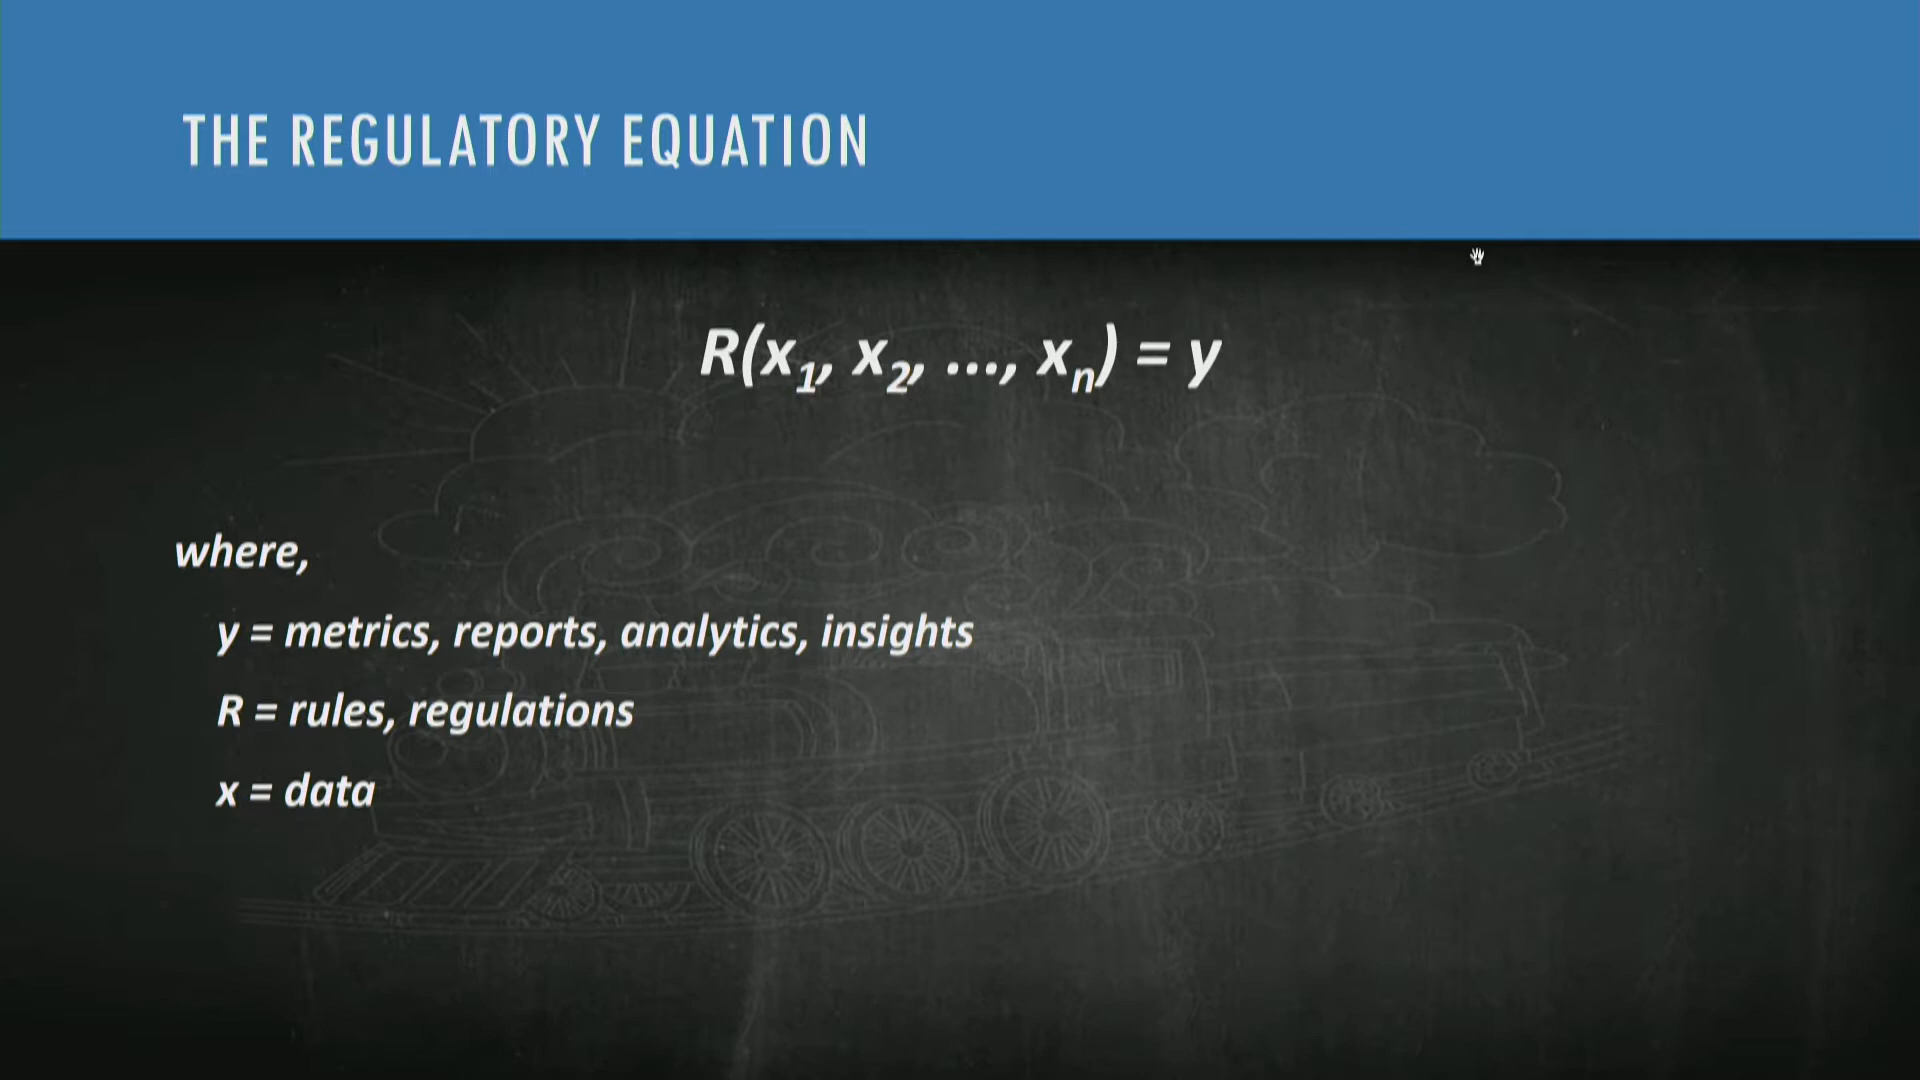 THE REGULATORY EQUATION
R(x₁, x₂, ..., xₙ) = y
where,
y = metrics, reports, analytics, insights
R = rules, regulations
x = data